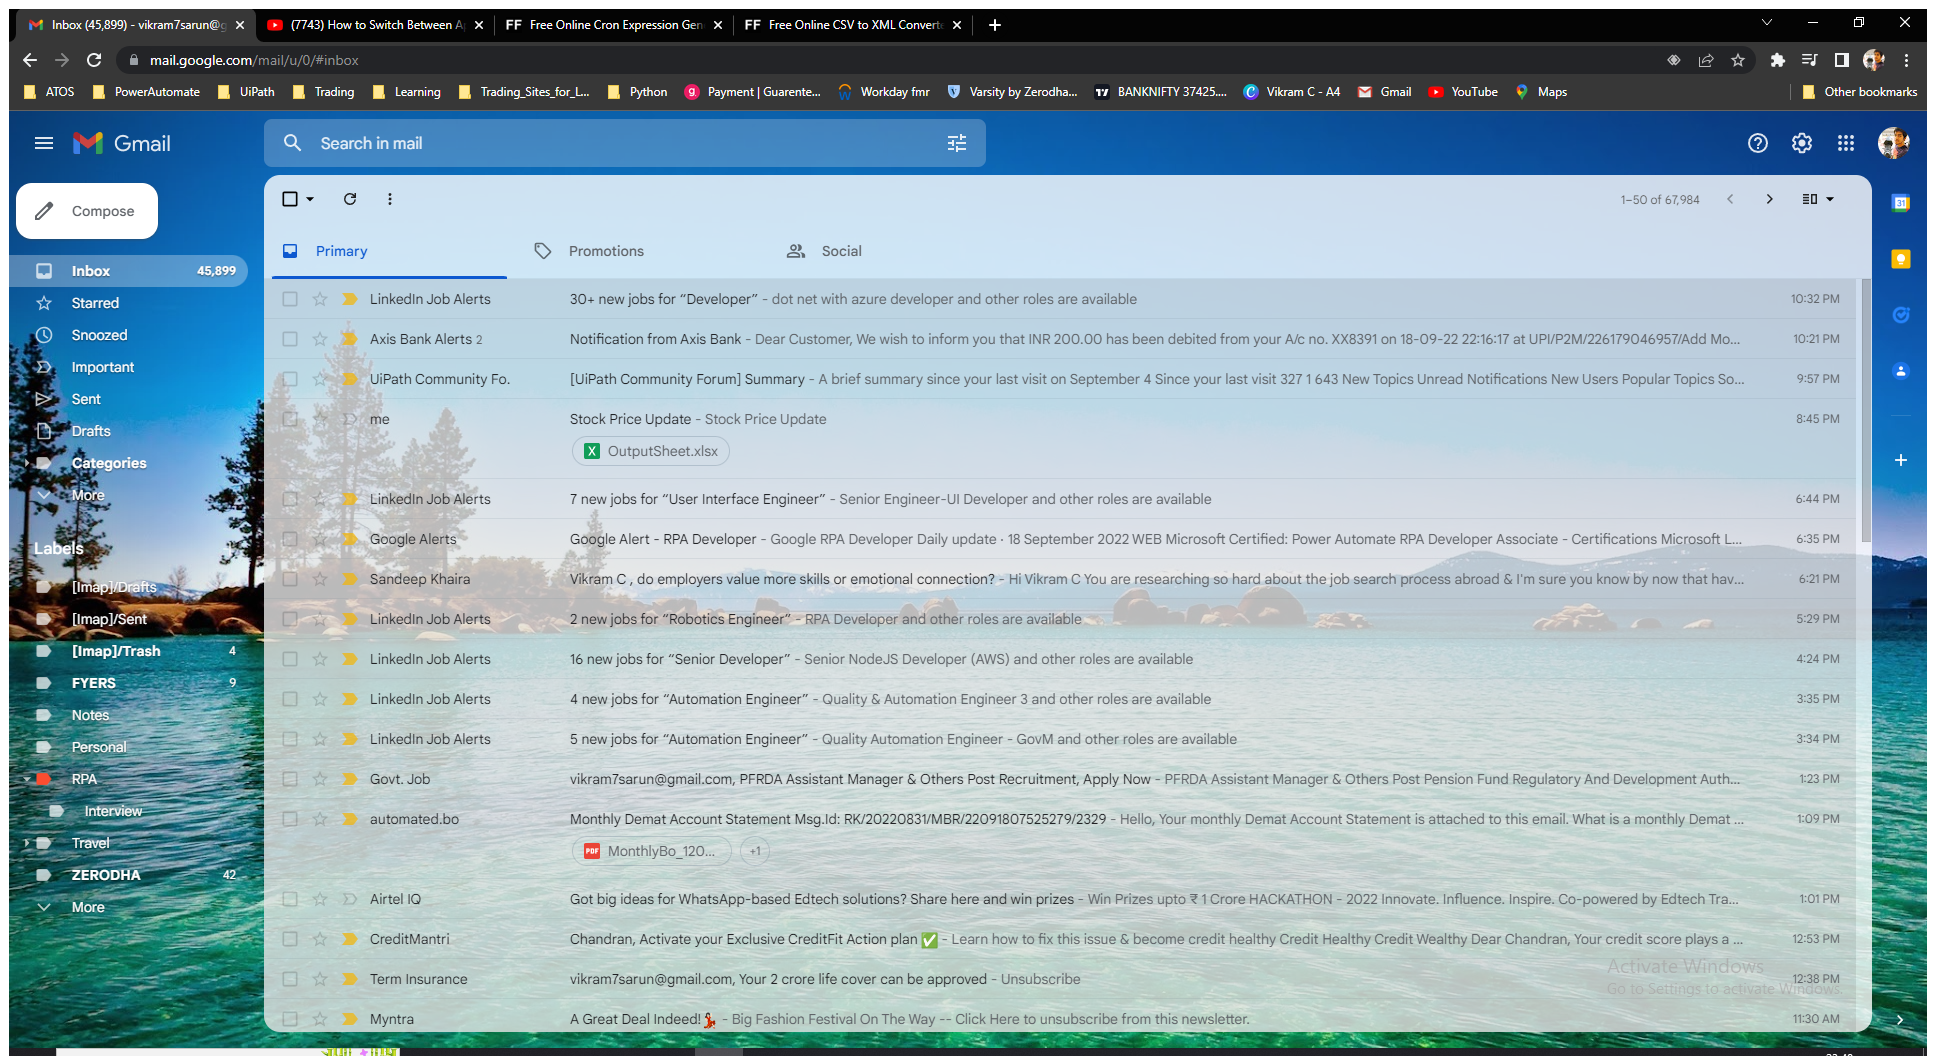 Inbox (45,899) - vikram7sarun@g
(7743) How to Switch Between A
FF Free Online Cron Expression Gen
FF Free Online CSV to XML Converte
mail.google.com/mail/u/0/#inbox
ATOS PowerAutomate UiPath Trading Learning Trading_Sites_for_L... Python Payment | Guarente... Workday fmr Varsity by Zerodha... BANKNIFTY 37425.... Vikram C - A4 Gmail YouTube Maps Other bookmarks
Gmail
Search in mail
Compose
1–50 of 67,984
Primary Promotions Social
Inbox 45,899
Starred
Snoozed
Important
Sent
Drafts
Categories
More
Labels
[Imap]/Drafts
[Imap]/Sent
[Imap]/Trash 4
FYERS 9
Notes
Personal
RPA
Interview
Travel
ZERODHA 42
More
LinkedIn Job Alerts 30+ new jobs for “Developer” - dot net with azure developer and other roles are available 10:32 PM
Axis Bank Alerts 2 Notification from Axis Bank - Dear Customer, We wish to inform you that INR 200.00 has been debited from your A/c no. XX8391 on 18-09-22 22:16:17 at UPI/P2M/226179046957/Add Mo... 10:21 PM
UiPath Community Fo. [UiPath Community Forum] Summary - A brief summary since your last visit on September 4 Since your last visit 327 1 643 New Topics Unread Notifications New Users Popular Topics So... 9:57 PM
me Stock Price Update - Stock Price Update 8:45 PM
OutputSheet.xlsx
LinkedIn Job Alerts 7 new jobs for “User Interface Engineer” - Senior Engineer-UI Developer and other roles are available 6:44 PM
Google Alerts Google Alert - RPA Developer - Google RPA Developer Daily update · 18 September 2022 WEB Microsoft Certified: Power Automate RPA Developer Associate - Certifications Microsoft L... 6:35 PM
Sandeep Khaira Vikram C , do employers value more skills or emotional connection? - Hi Vikram C You are researching so hard about the job search process abroad & I'm sure you know by now that hav... 6:21 PM
LinkedIn Job Alerts 2 new jobs for “Robotics Engineer” - RPA Developer and other roles are available 5:29 PM
LinkedIn Job Alerts 16 new jobs for “Senior Developer” - Senior NodeJS Developer (AWS) and other roles are available 4:24 PM
LinkedIn Job Alerts 4 new jobs for “Automation Engineer” - Quality & Automation Engineer 3 and other roles are available 3:35 PM
LinkedIn Job Alerts 5 new jobs for “Automation Engineer” - Quality Automation Engineer - GovM and other roles are available 3:34 PM
Govt. Job vikram7sarun@gmail.com, PFRDA Assistant Manager & Others Post Recruitment, Apply Now - PFRDA Assistant Manager & Others Post Pension Fund Regulatory And Development Auth... 1:23 PM
automated.bo Monthly Demat Account Statement Msg.Id: RK/20220831/MBR/22091807525279/2329 - Hello, Your monthly Demat Account Statement is attached to this email. What is a monthly Demat ... 1:09 PM
PDF MonthlyBo_120... +1
Airtel IQ Got big ideas for WhatsApp-based Edtech solutions? Share here and win prizes - Win Prizes upto ₹ 1 Crore HACKATHON - 2022 Innovate. Influence. Inspire. Co-powered by Edtech Tra... 1:01 PM
CreditMantri Chandran, Activate your Exclusive CreditFit Action plan ✅ - Learn how to fix this issue & become credit healthy Credit Healthy Credit Wealthy Dear Chandran, Your credit score plays a ... 12:53 PM
Term Insurance vikram7sarun@gmail.com, Your 2 crore life cover can be approved - Unsubscribe 12:38 PM
Myntra A Great Deal Indeed!💃 - Big Fashion Festival On The Way -- Click Here to unsubscribe from this newsletter. 11:30 AM
Activate Windows
Go to Settings to activate Windows.